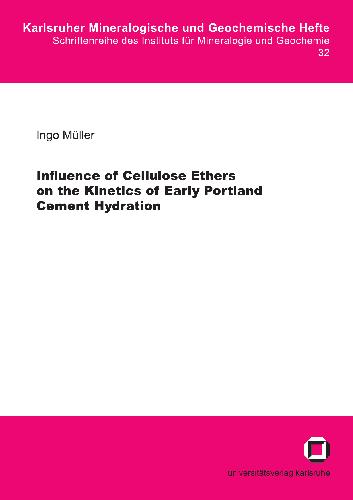 Karlsruher Mineralogische und Geochemische Hefte
Schriftenreihe des Instituts für Mineralogie und Geochemie
32
Ingo Müller
Influence of Cellulose Ethers
on the Kinetics of Early Portland
Cement Hydration
universitätsverlag karlsruhe